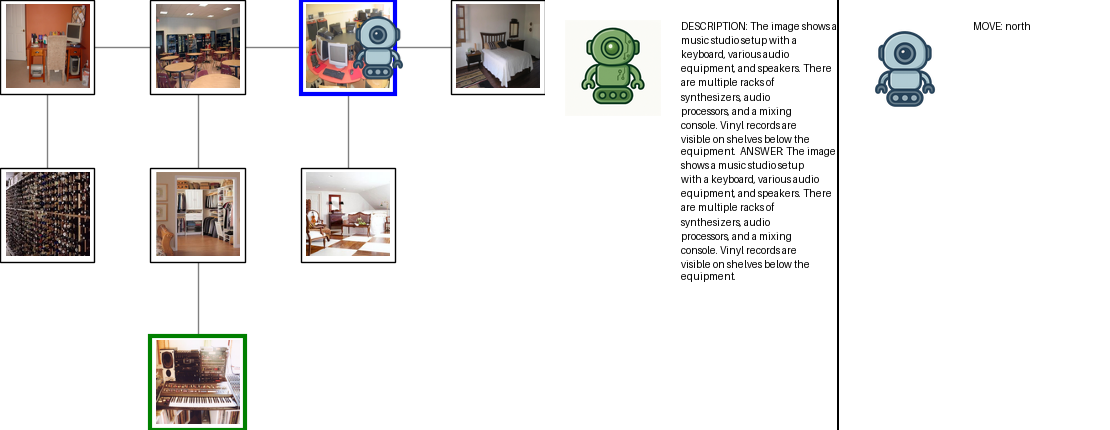 DESCRIPTION: The image shows a
music studio setup with a
keyboard, various audio
equipment, and speakers. There
are multiple racks of
synthesizers, audio
processors, and a mixing
console. Vinyl records are
visible on shelves below the
equipment. ANSWER: The image
shows a music studio setup
with a keyboard, various audio
equipment, and speakers. There
are multiple racks of
synthesizers, audio
processors, and a mixing
console. Vinyl records are
visible on shelves below the
equipment.
MOVE: north